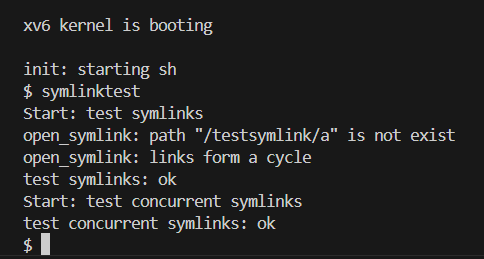 xv6 kernel is booting
init: starting sh
$ symlinktest
Start: test symlinks
open_symlink: path "/testsymlink/a" is not exist
open_symlink: links form a cycle
test symlinks: ok
Start: test concurrent symlinks
test concurrent symlinks: ok
$